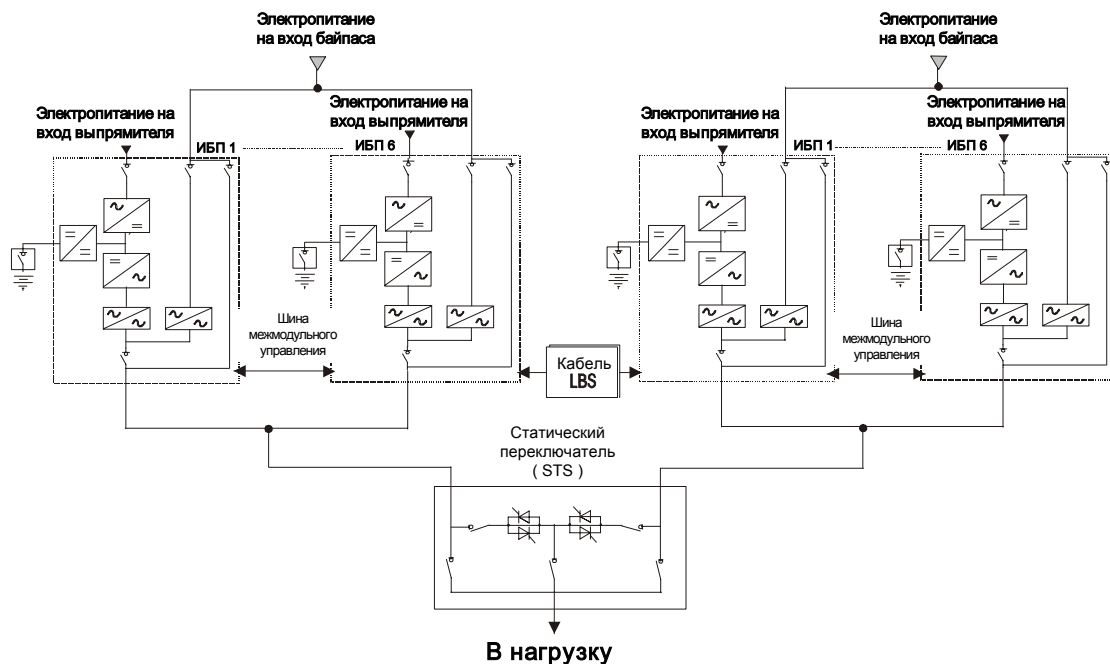 Электропитание
на вход байпаса
Электропитание
на вход байпаса
Электропитание на
вход выпрямителя
Электропитание на
вход выпрямителя
Электропитание на
вход выпрямителя
Электропитание на
вход выпрямителя
ИБП 1
ИБП 6
ИБП 1
ИБП 6
Шина
межмодульного
управления
Кабель
LBS
Шина
межмодульного
управления
Статический
переключатель
( STS )
В нагрузку